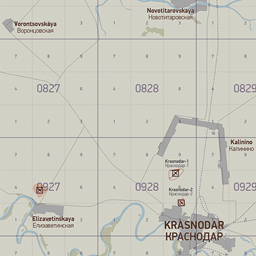 Novotitarovskaya
Новотитаровская
Vorontsovskaya
Воронцовская
0827
0828
0829
Kalinino
Калинино
Krasnodar-1
Краснодар-1
0927
0928
0929
Krasnodar-2
Краснодар-2
Elizavetinskaya
Елизаветинская
KRASNODAR
КРАСНОДАР